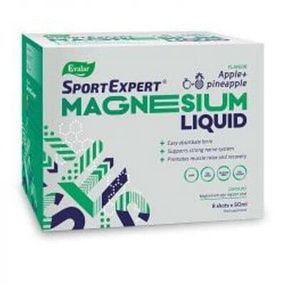 Evalar
FLAVOUR
Apple+
pineapple
SPORTEXPERT®
MAGNESIUM
LIQUID
• Easy absorbable form
• Supports strong nerve system
• Promotes muscle relax and recovery
8 shots x 50ml